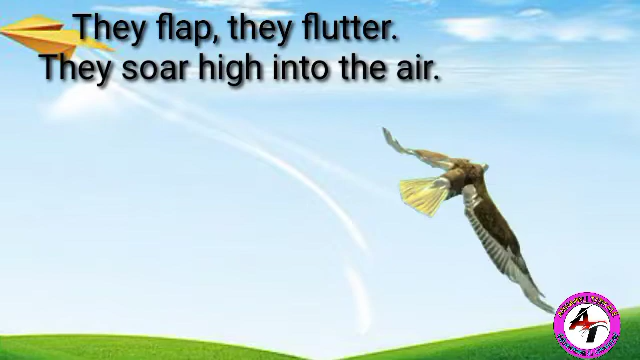 They flap, they flutter.
They soar high into the air.